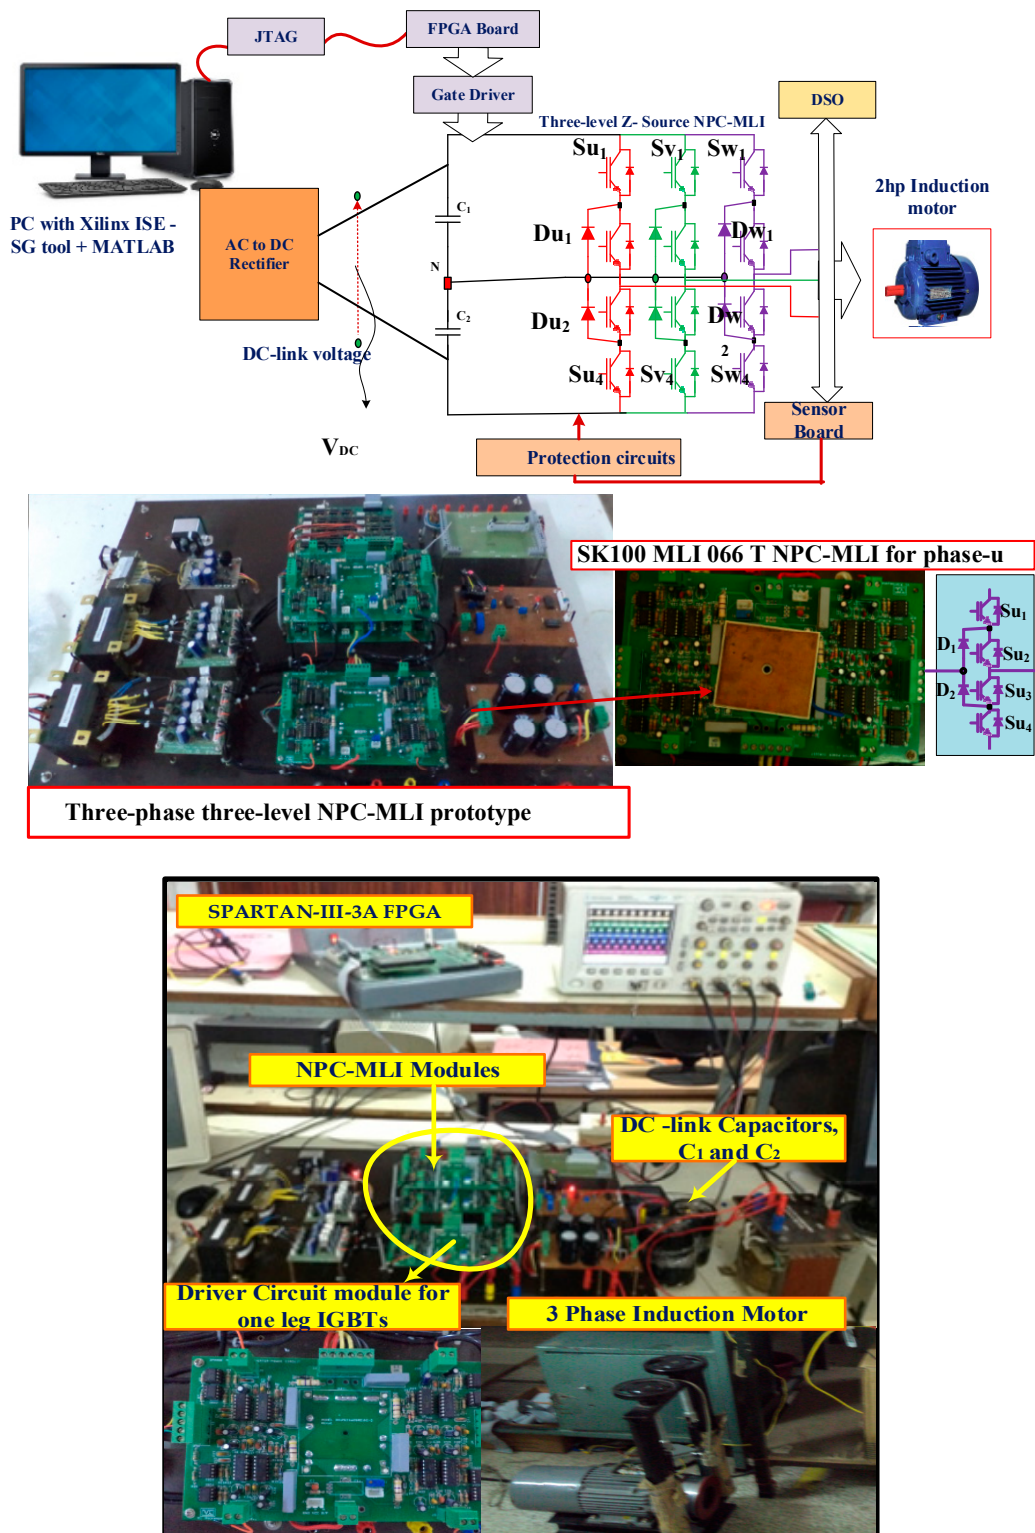 JTAG
FPGA Board
Gate Driver
DSO
Three-level Z- Source NPC-MLI
Su1
Sv1
Sw1
2hp Induction
motor
PC with Xilinx ISE -
SG tool + MATLAB
AC to DC
Rectifier
C1
Du1
Dw1
N
C2
Du2
Dw
2
DC-link voltage
Su4
Sv4
Sw4
Sensor
Board
VDC
Protection circuits
SK100 MLI 066 T NPC-MLI for phase-u
Su1
D1
Su2
D2
Su3
Su4
Three-phase three-level NPC-MLI prototype
SPARTAN-III-3A FPGA
NPC-MLI Modules
DC -link Capacitors,
C1 and C2
Driver Circuit module for
one leg IGBTs
3 Phase Induction Motor